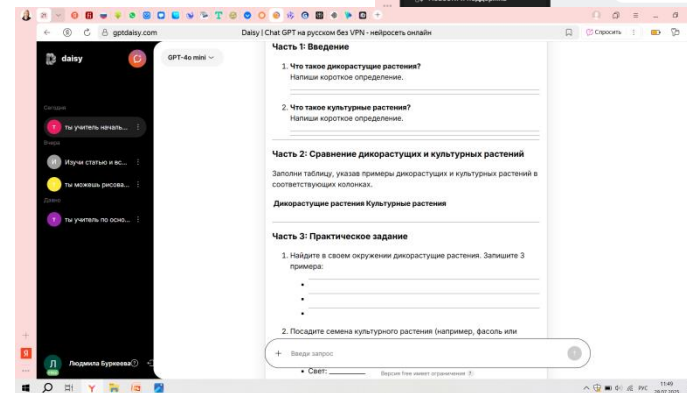 gptdaisy.com
Daisy | Chat GPT на русском без VPN - нейросеть онлайн
Спросить
daisy
GPT-4o mini
Сегодня
ты учитель началь...
Вчера
Изучи статью и вс...
ты можешь рисова...
Давно
ты учитель по осно...
Людмила Буркеева
Часть 1: Введение
1. Что такое дикорастущие растения?
Напиши короткое определение.
2. Что такое культурные растения?
Напиши короткое определение.
Часть 2: Сравнение дикорастущих и культурных растений
Заполни таблицу, указав примеры дикорастущих и культурных растений в
соответствующих колонках.
Дикорастущие растения Культурные растения
Часть 3: Практическое задание
1. Найдите в своем окружении дикорастущие растения. Запишите 3
примера:
2. Посадите семена культурного растения (например, фасоль или
Введи запрос
• Свет:
Версия free имеет ограничения
РУС
11:49
28.07.2025